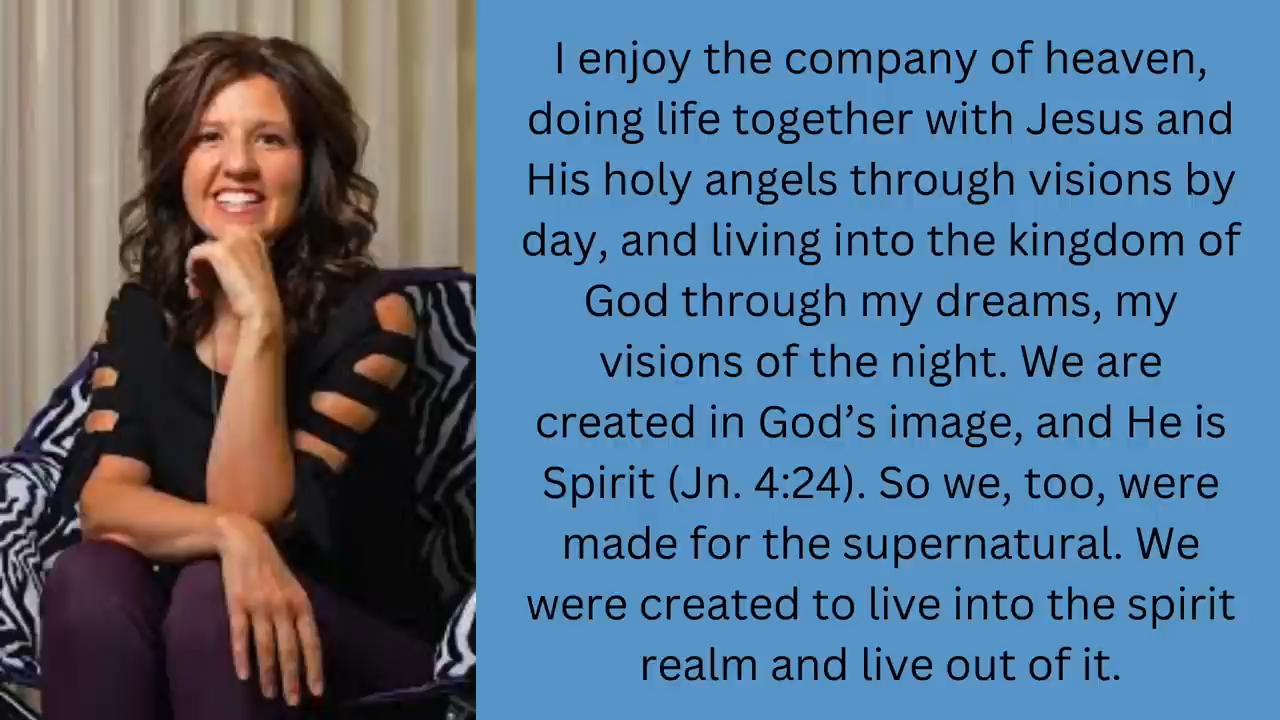 I enjoy the company of heaven,
doing life together with Jesus and
His holy angels through visions by
day, and living into the kingdom of
God through my dreams, my
visions of the night. We are
created in God’s image, and He is
Spirit (Jn. 4:24). So we, too, were
made for the supernatural. We
were created to live into the spirit
realm and live out of it.